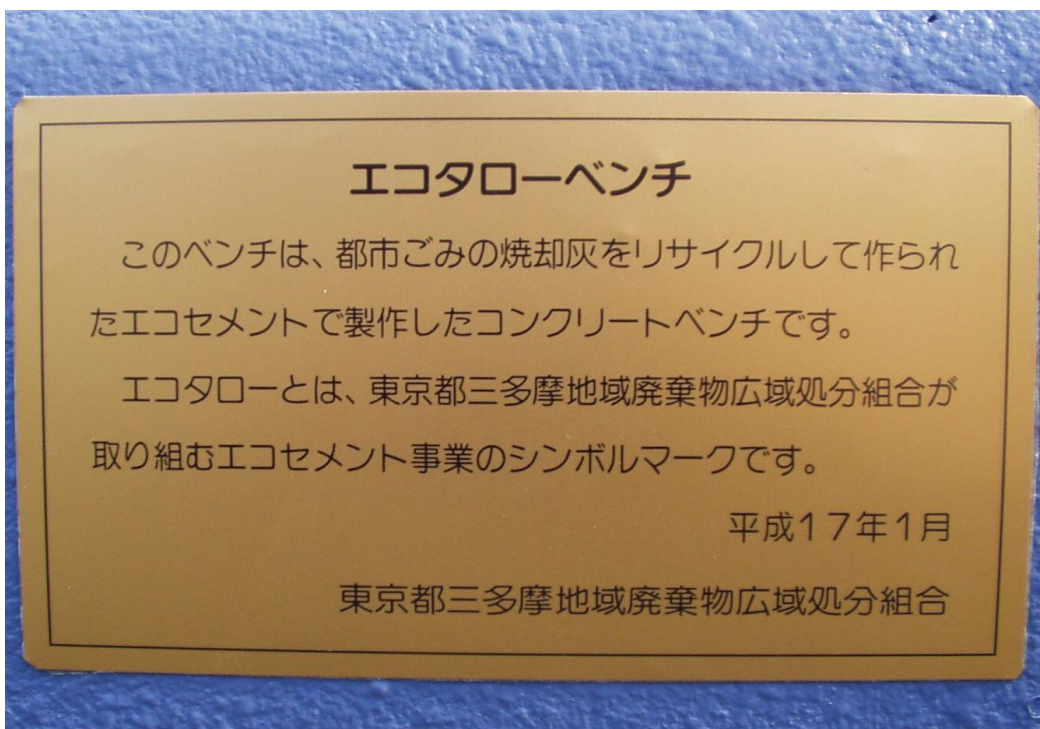 エコタローベンチ
　このベンチは、都市ごみの焼却灰をリサイクルして作られ
たエコセメントで製作したコンクリートベンチです。
　エコタローとは、東京都三多摩地域廃棄物広域処分組合が
取り組むエコセメント事業のシンボルマークです。
平成17年1月
東京都三多摩地域廃棄物広域処分組合